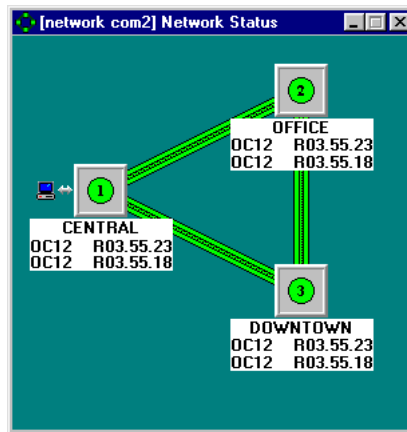 [network com2] Network Status
2
OFFICE
OC12 R03.55.23
OC12 R03.55.18
1
CENTRAL
OC12 R03.55.23
OC12 R03.55.18
3
DOWNTOWN
OC12 R03.55.23
OC12 R03.55.18